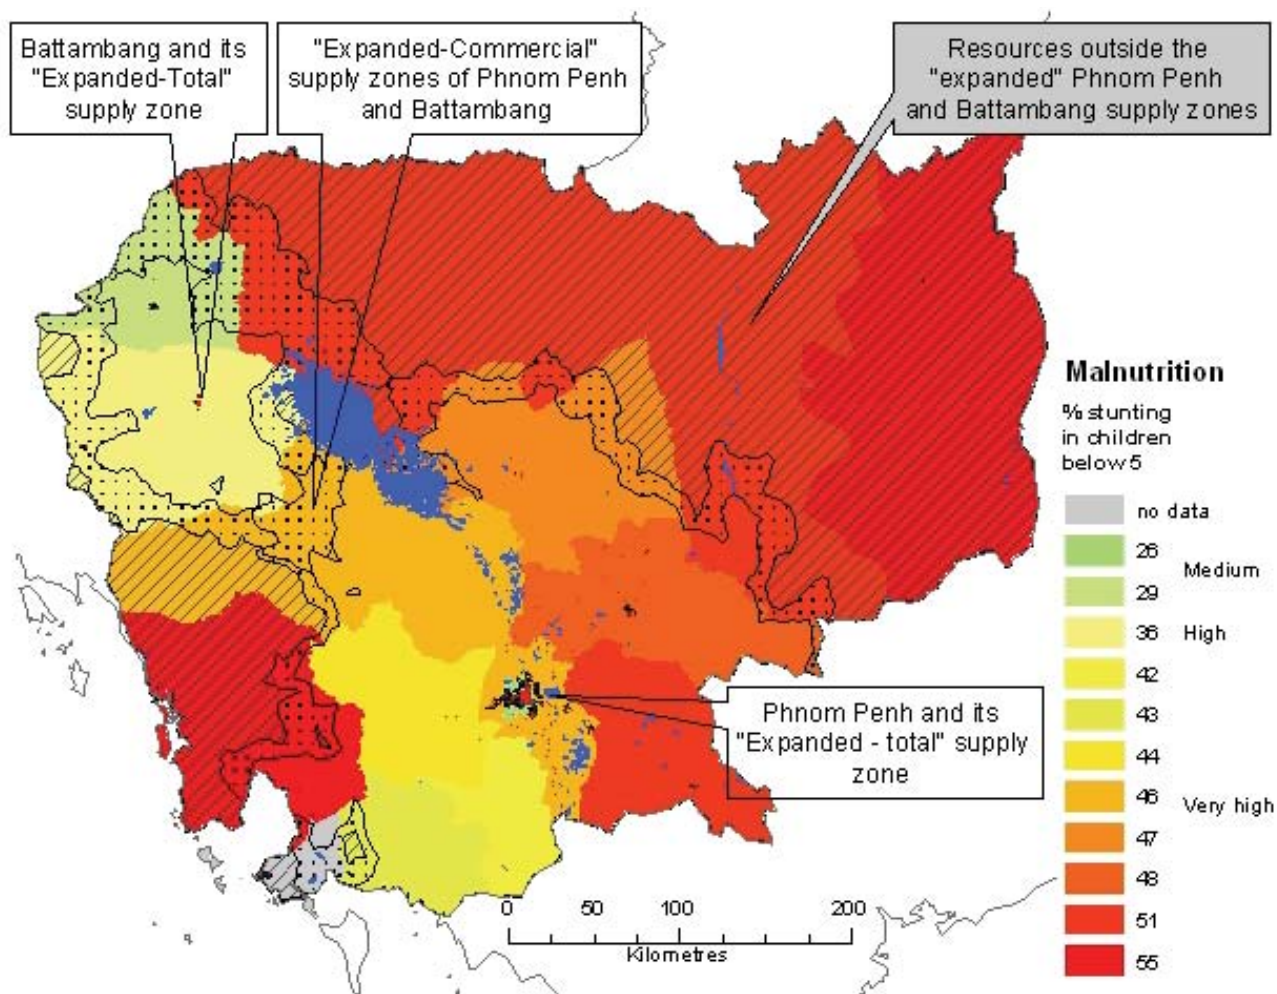 Battambang and its
"Expanded-Total"
supply zone
"Expanded-Commercial"
supply zones of Phnom Penh
and Battambang
Resources outside the
"expanded" Phnom Penh
and Battambang supply zones
Phnom Penh and its
"Expanded - total" supply
zone
Malnutrition
% stunting
in children
below 5
no data
26
Medium
29
36 High
42
43
44
46 Very high
47
48
51
55
0 50 100 200
Kilometres